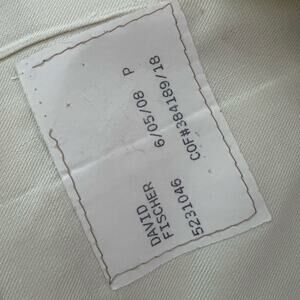 DAVID
FISCHER 6/05/08 P
5231046 COF#384189/18